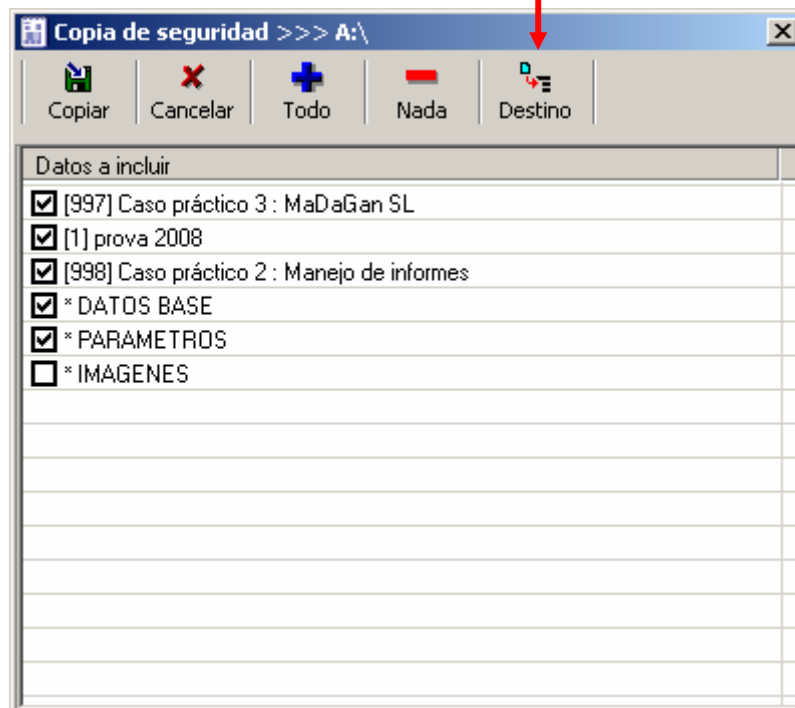 Copia de seguridad >>> A:\
Copiar Cancelar Todo Nada Destino
Datos a incluir
[997] Caso práctico 3 : MaDaGan SL
[1] prova 2008
[998] Caso práctico 2 : Manejo de informes
* DATOS BASE
* PARAMETROS
* IMAGENES